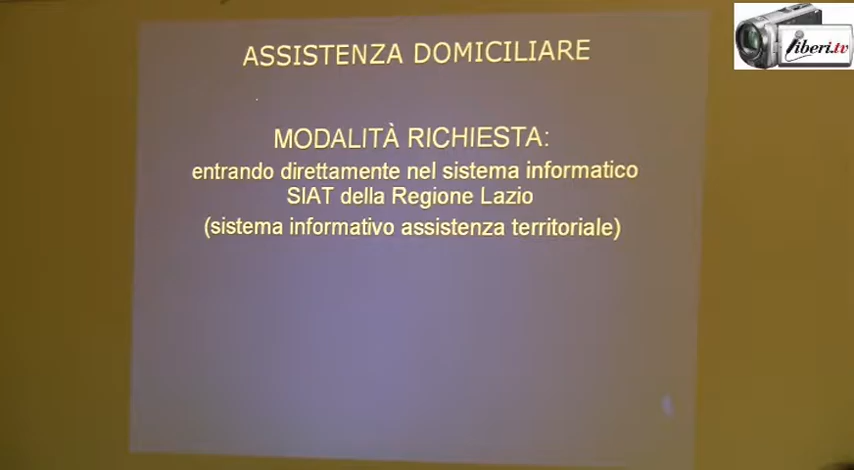 liberi.tv
ASSISTENZA DOMICILIARE
MODALITÀ RICHIESTA:
entrando direttamente nel sistema informatico
SIAT della Regione Lazio
(sistema informativo assistenza territoriale)